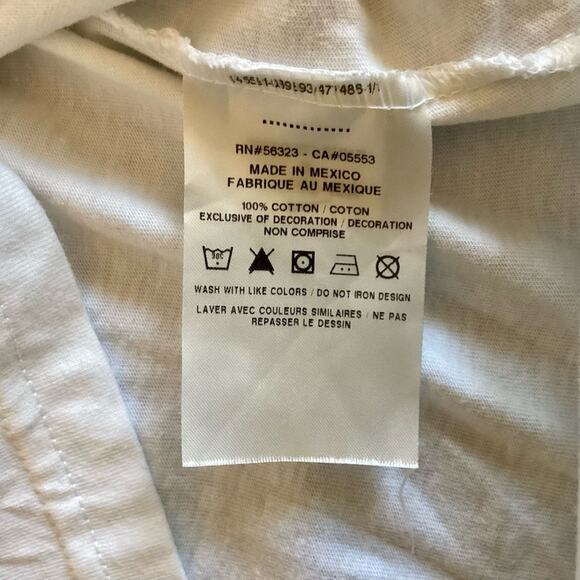 RN#56323 - CA#05553
MADE IN MEXICO
FABRIQUE AU MEXIQUE
100% COTTON / COTON
EXCLUSIVE OF DECORATION / DECORATION
NON COMPRISE
WASH WITH LIKE COLORS / DO NOT IRON DESIGN
LAVER AVEC COULEURS SIMILAIRES / NE PAS
REPASSER LE DESSIN